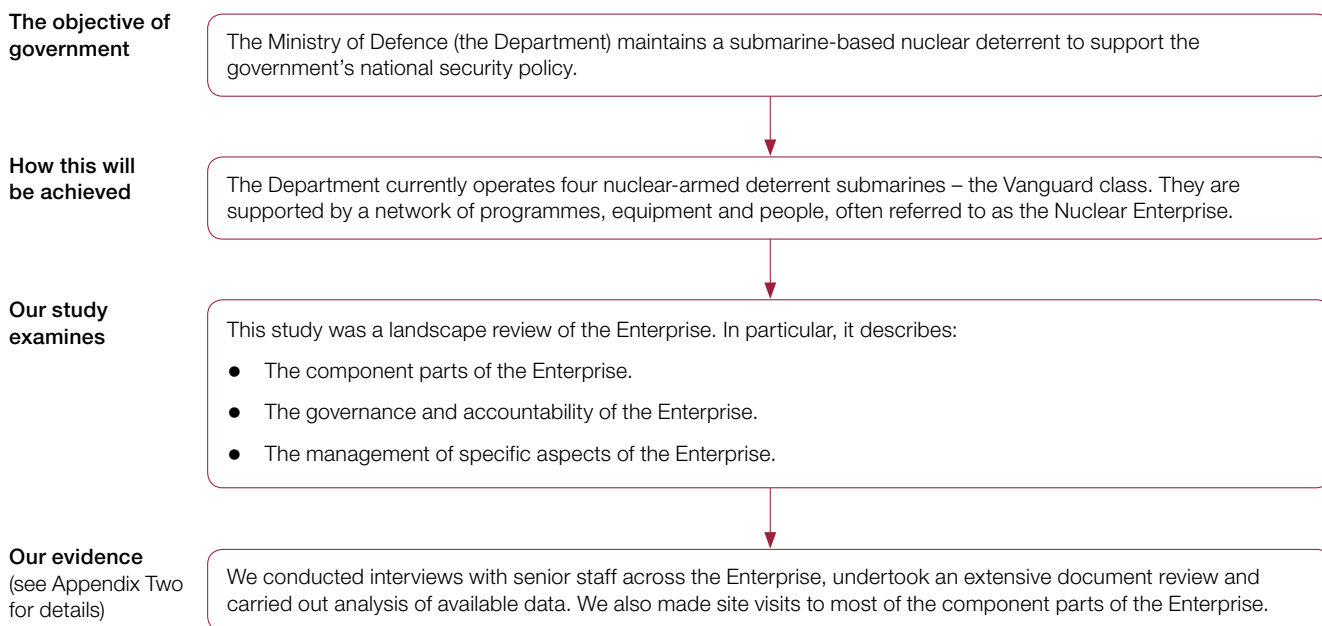 The objective of
government
The Ministry of Defence (the Department) maintains a submarine-based nuclear deterrent to support the
government's national security policy.
How this will
be achieved
The Department currently operates four nuclear-armed deterrent submarines – the Vanguard class. They are
supported by a network of programmes, equipment and people, often referred to as the Nuclear Enterprise.
Our study
examines
This study was a landscape review of the Enterprise. In particular, it describes:
● The component parts of the Enterprise.
● The governance and accountability of the Enterprise.
● The management of specific aspects of the Enterprise.
Our evidence
(see Appendix Two
for details)
We conducted interviews with senior staff across the Enterprise, undertook an extensive document review and
carried out analysis of available data. We also made site visits to most of the component parts of the Enterprise.